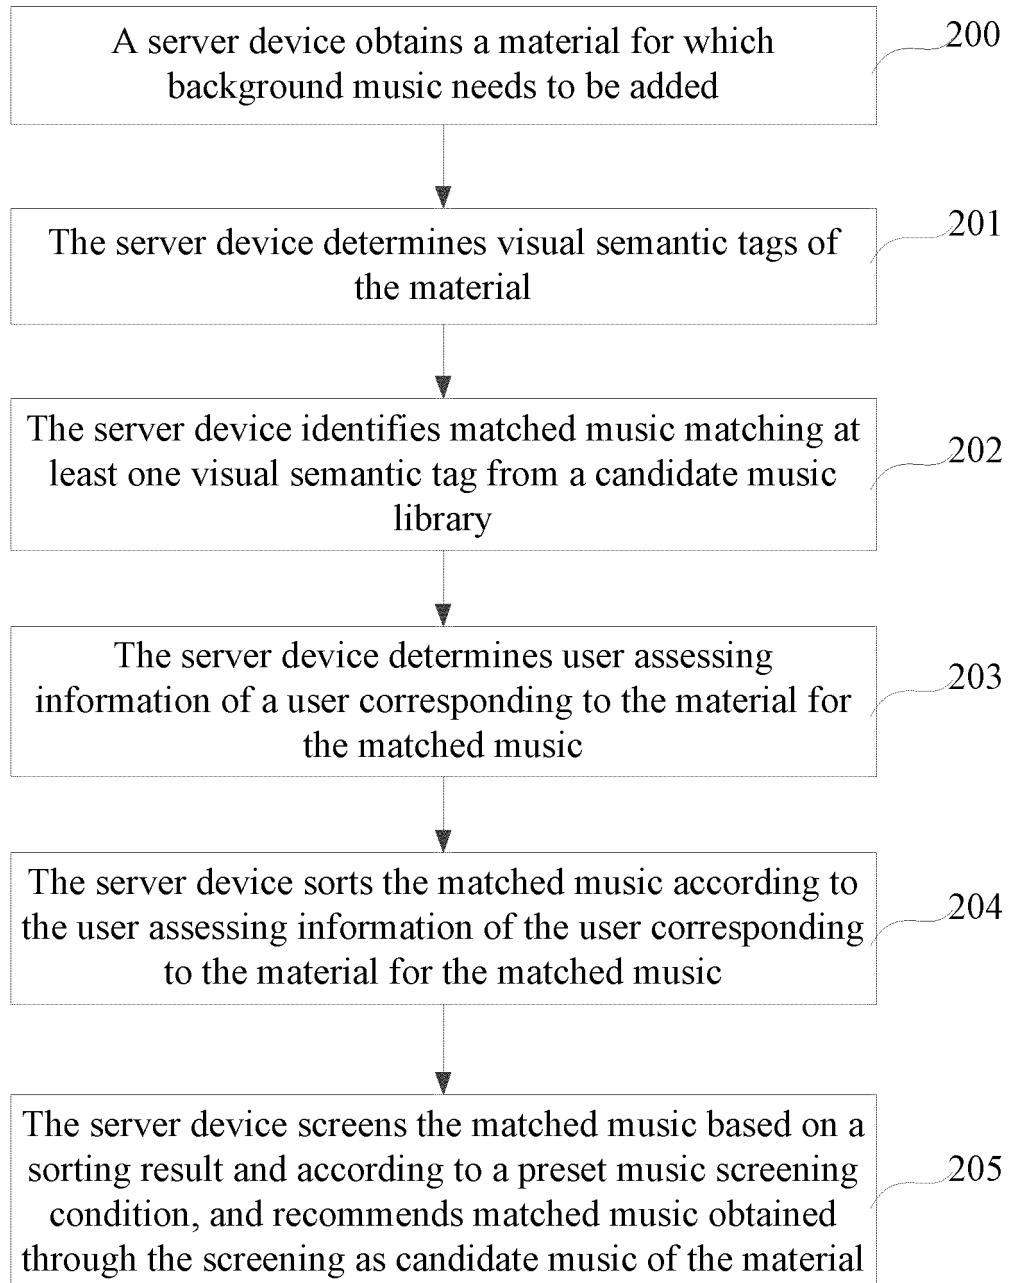 A server device obtains a material for which
background music needs to be added
200
The server device determines visual semantic tags of
the material
201
The server device identifies matched music matching at
least one visual semantic tag from a candidate music
library
202
The server device determines user assessing
information of a user corresponding to the material for
the matched music
203
The server device sorts the matched music according to
the user assessing information of the user corresponding
to the material for the matched music
204
The server device screens the matched music based on a
sorting result and according to a preset music screening
condition, and recommends matched music obtained
through the screening as candidate music of the material
205